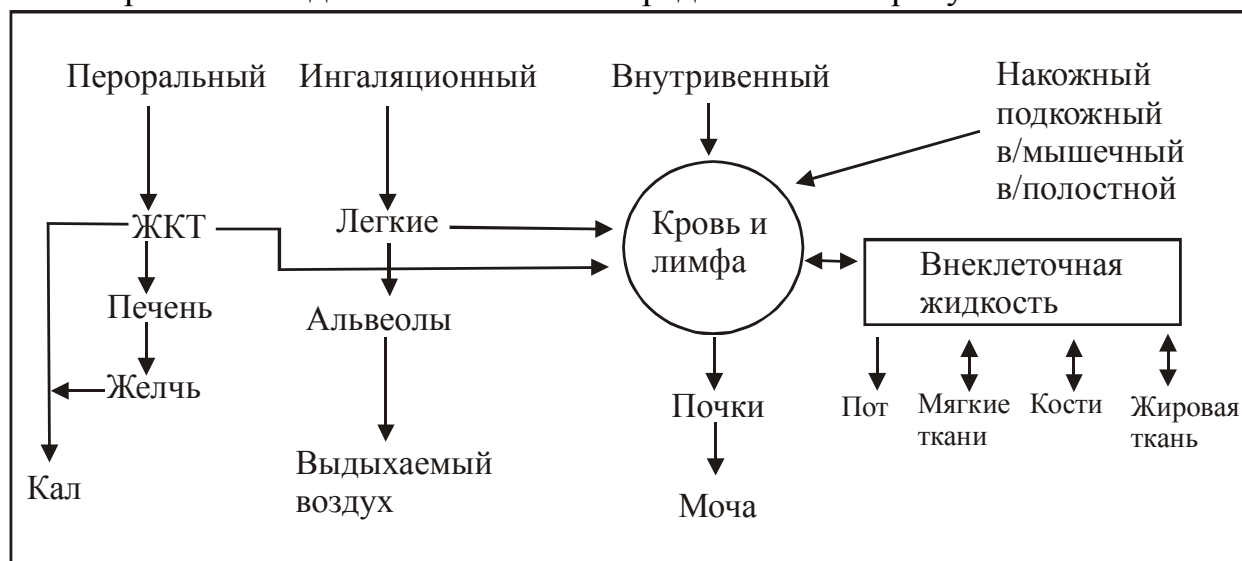 Пероральный
Ингаляционный
Внутривенный
Накожный
подкожный
в/мышечный
в/полостной
ЖКТ
Легкие
Кровь и
лимфа
Внеклеточная
жидкость
Печень
Альвеолы
Желчь
Почки
Пот
Мягкие
ткани
Кости
Жировая
ткань
Кал
Выдыхаемый
воздух
Моча